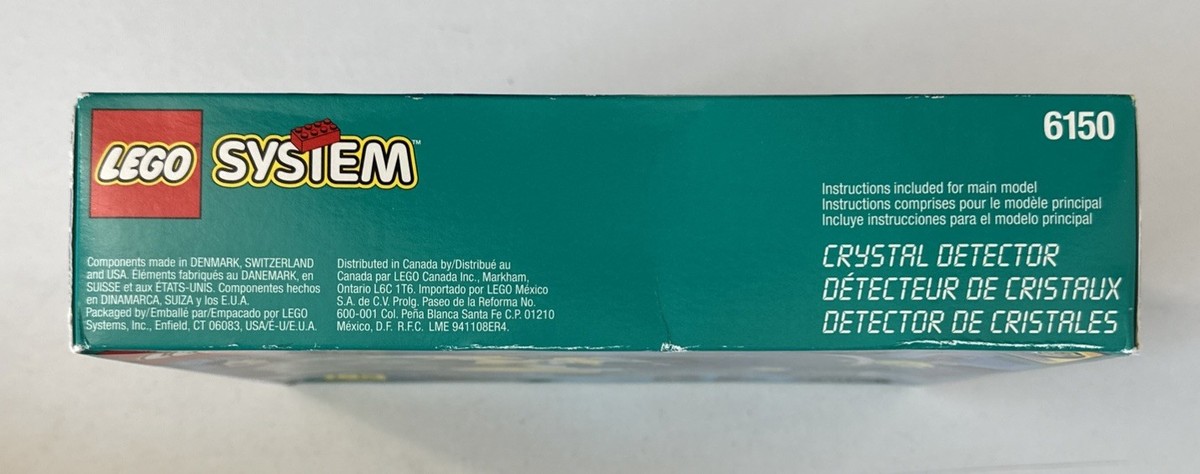 LEGO SYSTEM™
6150
Instructions included for main model
Instructions comprises pour le modèle principal
Incluye instrucciones para el modelo principal
CRYSTAL DETECTOR
DÉTECTEUR DE CRISTAUX
DETECTOR DE CRISTALES
Components made in DENMARK, SWITZERLAND
and USA. Éléments fabriqués au DANEMARK, en
SUISSE et aux ÉTATS-UNIS. Componentes hechos
en DINAMARCA, SUIZA y los E.U.A.
Packaged by/Emballé par/Empacado por LEGO
Systems, Inc., Enfield, CT 06083, USA/É-U/E.U.A.
Distributed in Canada by/Distribué au
Canada par LEGO Canada Inc., Markham,
Ontario L6C 1T6. Importado por LEGO México
S.A. de C.V. Prolg. Paseo de la Reforma No.
600-001 Col. Peña Blanca Santa Fe C.P. 01210
México, D.F. R.F.C. LME 941108ER4.